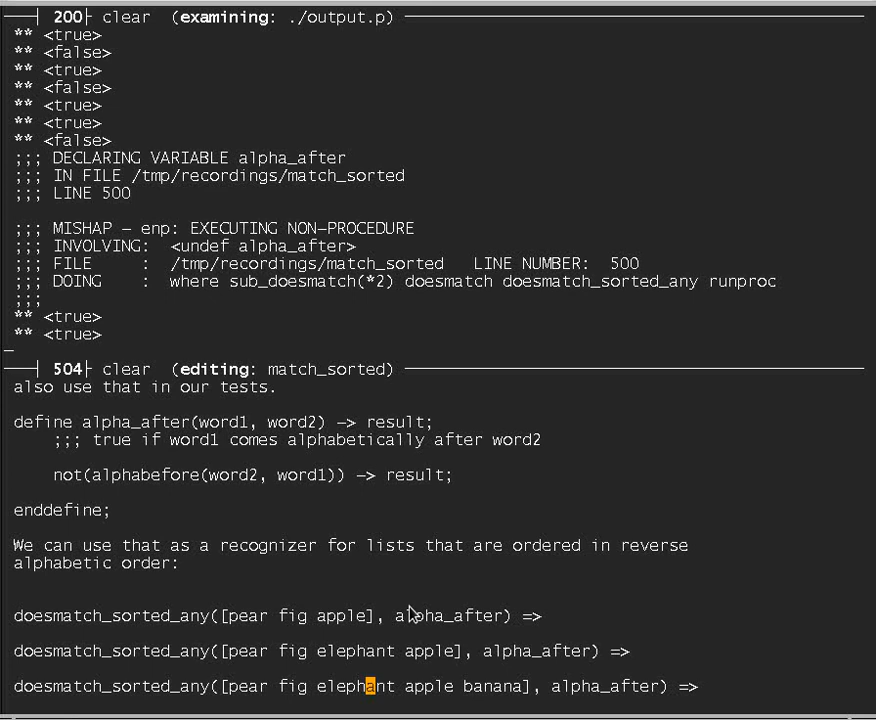 200 clear (examining: ./output.p)
** <true>
** <false>
** <true>
** <false>
** <true>
** <true>
** <false>
;;; DECLARING VARIABLE alpha_after
;;; IN FILE /tmp/recordings/match_sorted
;;; LINE 500
;;; MISHAP - enp: EXECUTING NON-PROCEDURE
;;; INVOLVING:  <undef alpha_after>
;;; FILE     :  /tmp/recordings/match_sorted   LINE NUMBER:  500
;;; DOING    :  where sub_doesmatch(*2) doesmatch doesmatch_sorted_any runproc
;;;
** <true>
** <true>
504 clear (editing: match_sorted)
also use that in our tests.
define alpha_after(word1, word2) -> result;
    ;;; true if word1 comes alphabetically after word2
    not(alphabefore(word2, word1)) -> result;
enddefine;
We can use that as a recognizer for lists that are ordered in reverse
alphabetic order:
doesmatch_sorted_any([pear fig apple], alpha_after) =>
doesmatch_sorted_any([pear fig elephant apple], alpha_after) =>
doesmatch_sorted_any([pear fig elephant apple banana], alpha_after) =>